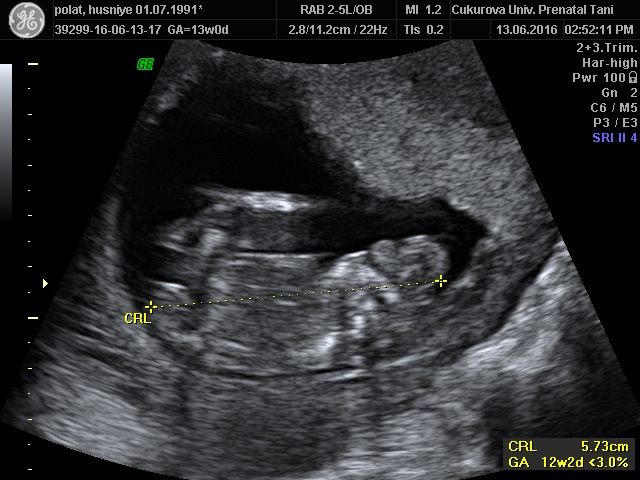 polat, husniye 01.07.1991*
RAB 2-5L/OB
MI 1.2
Cukurova Univ. Prenatal Tani
39299-16-06-13-17 GA=13w0d
2.8/11.2cm / 22Hz
TIs 0.2
13.06.2016 02:52:11 PM
GE
2+3.Trim.
Har-high
Pwr 100
Gn 2
C6 / M5
P3 / E3
SRI II 4
CRL
CRL 5.73cm
GA 12w2d <3.0%